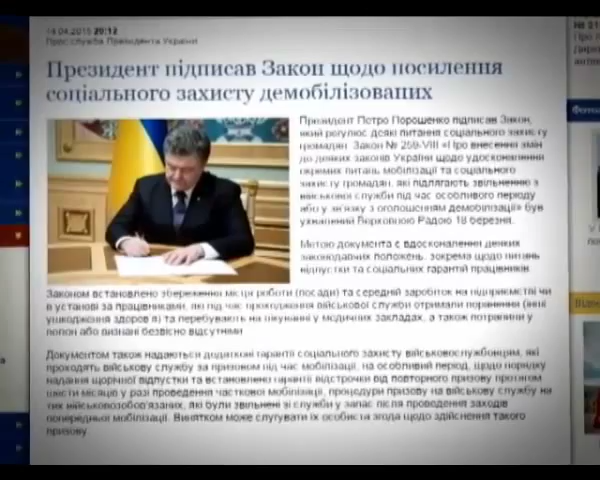 14.04.2015 20:12
Прес-служба Президента України
Президент підписав Закон щодо посилення
соціального захисту демобілізованих
Президент Петро Порошенко підписав Закон,
який регулює деякі питання соціального захисту
громадян. Закон № 259-VIII «Про внесення змін
до деяких законів України щодо удосконалення
окремих питань мобілізації та соціального
захисту громадян, які підлягають звільненню з
військової служби під час особливого періоду
або у зв'язку з оголошенням демобілізації» був
ухвалений Верховною Радою 18 березня.
Метою документа є вдосконалення деяких
законодавчих положень, зокрема щодо питань
відпустки та соціальних гарантій працівників.
Законом встановлено збереження місця роботи (посади) та середній заробіток на підприємстві чи
в установі за працівниками, які під час проходження військової служби отримали поранення (інші
ушкодження здоров'я) та перебувають на лікуванні у медичних закладах, а також потрапили у
полон або визнані безвісно відсутніми
Документом також надаються додаткові гарантії соціального захисту військовослужбовцям, які
проходять військову службу за призовом під час мобілізації, на особливий період, щодо порядку
надання щорічної відпустки та встановлено гарантії відстрочки від повторного призову протягом
шести місяців у разі проведення часткової мобілізації, процедури призову на військову службу на
тих військовозобов'язаних, які були звільнені зі служби у запас після проведення заходів
попередньої мобілізації. Винятком може слугувати їх особиста згода щодо здійснення такого
призову